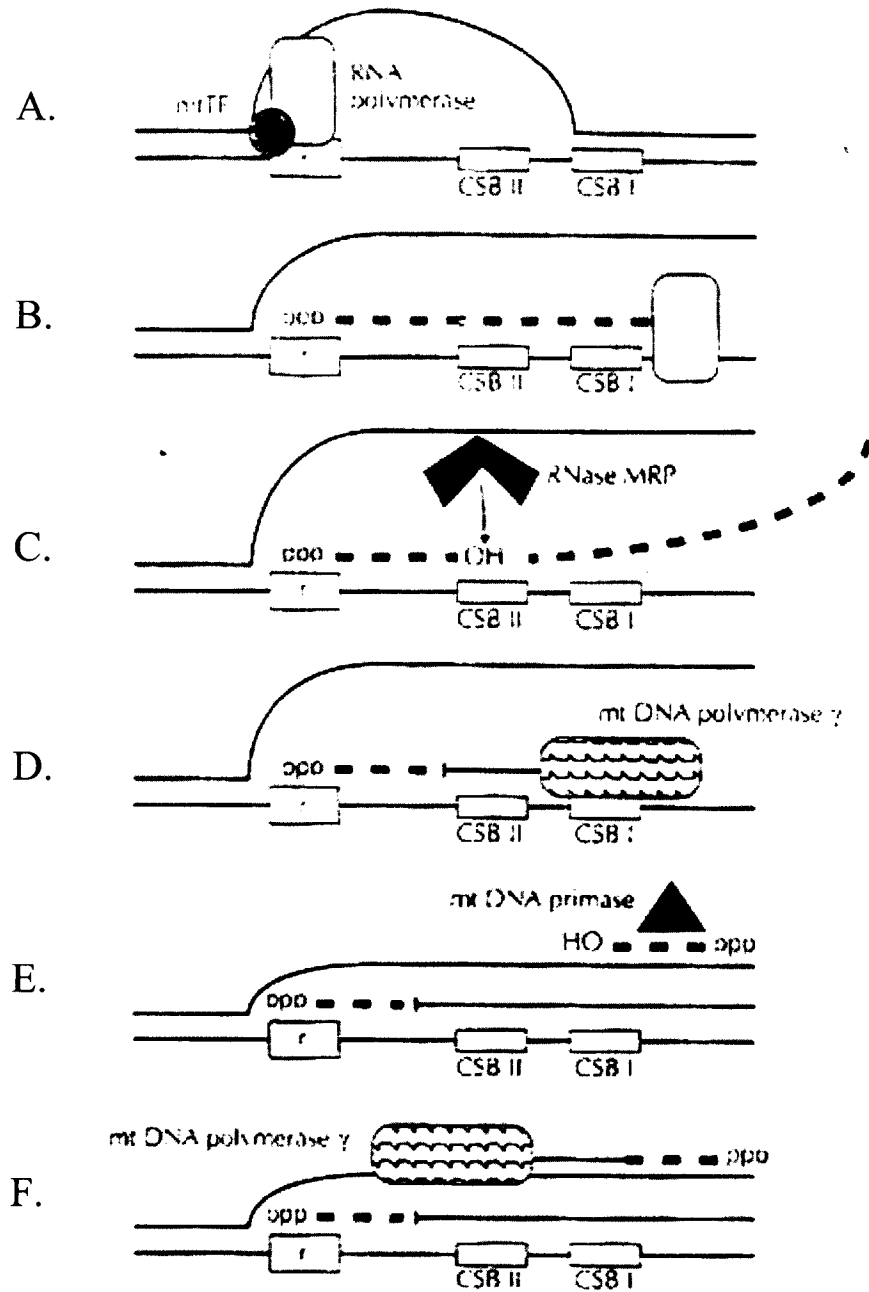 A.
mtTF
RNA
polymerase
CSB II
CSB I
B.
ppp
r
CSB II
CSB I
C.
RNase MRP
ppp
OH
r
CSB II
CSB I
D.
mt DNA polymerase γ
ppp
r
CSB II
CSB I
E.
mt DNA primase
HO
ppp
ppp
r
CSB II
CSB I
F.
mt DNA polymerase γ
ppp
ppp
r
CSB II
CSB I